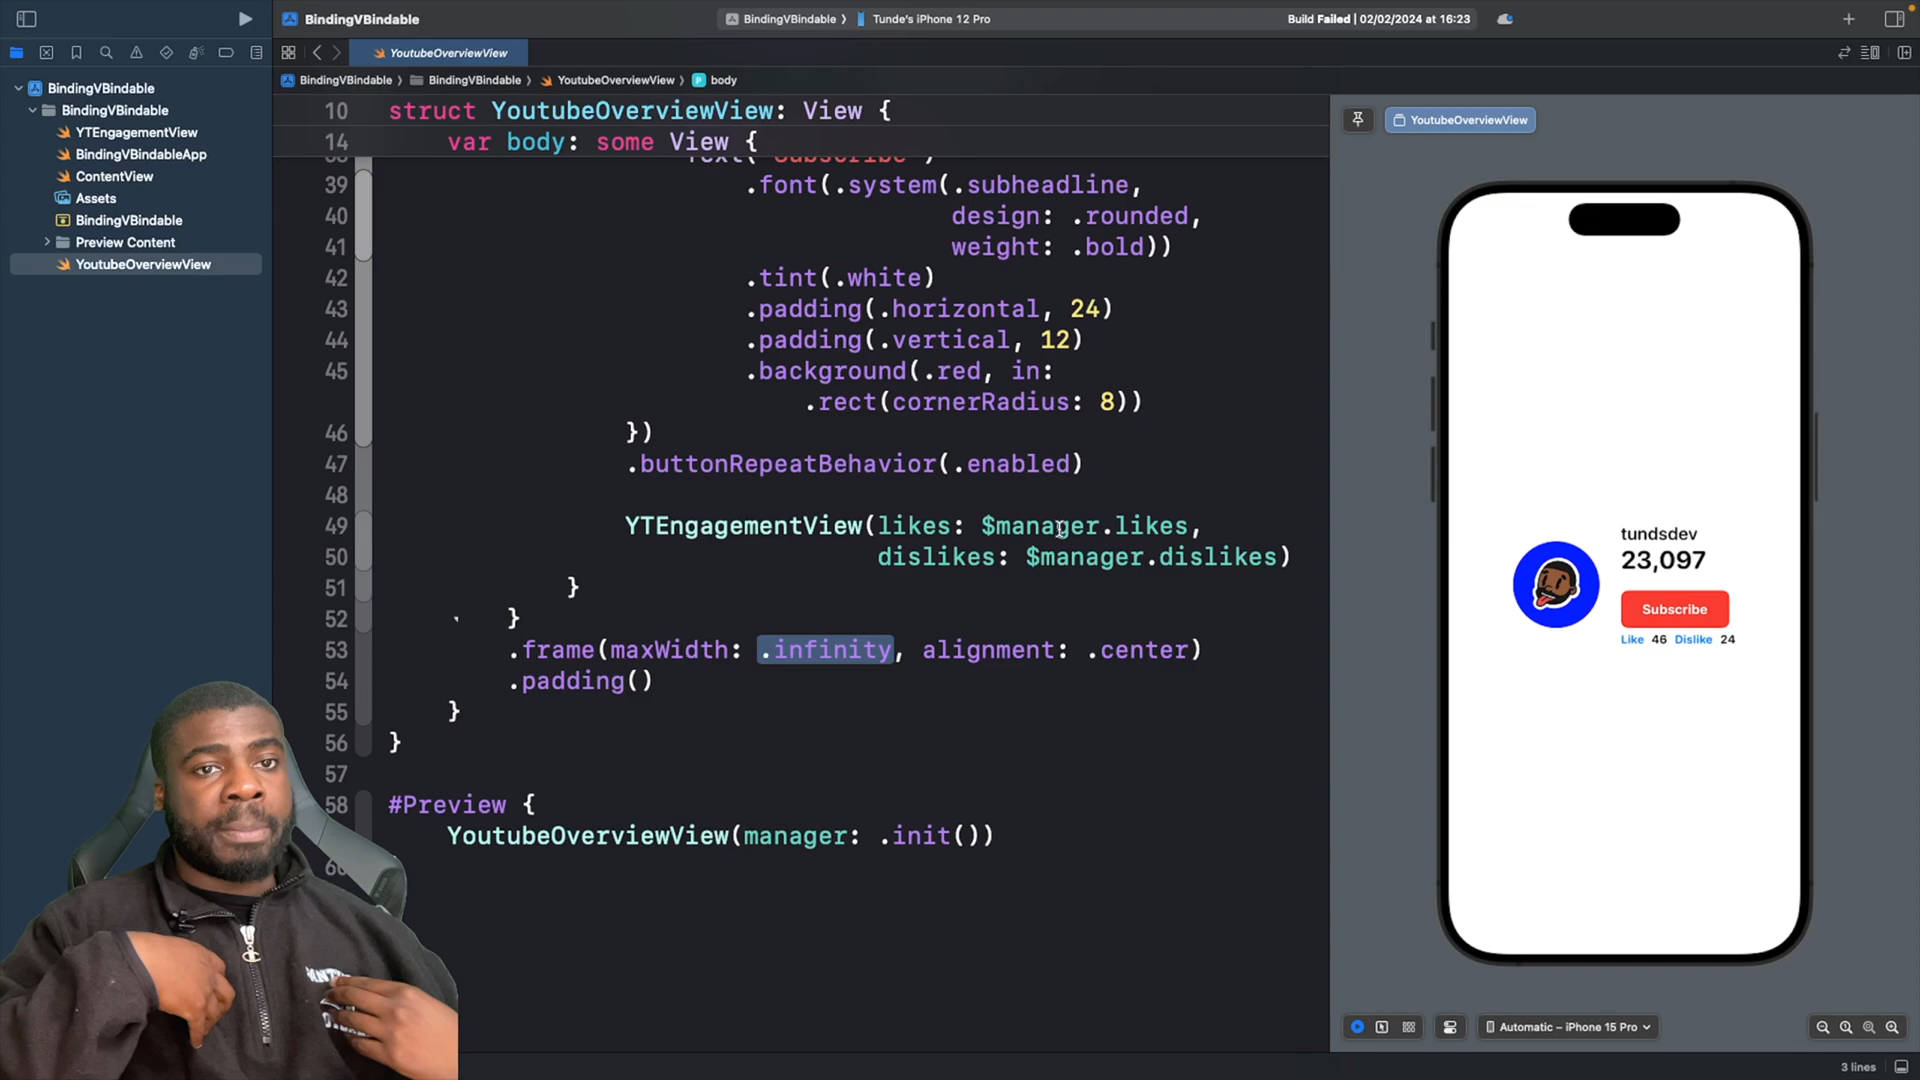 BindingVBindable
BindingVBindable
Tunde's iPhone 12 Pro
Build Failed | 02/02/2024 at 16:23
YoutubeOverviewView
BindingVBindable
BindingVBindable
YoutubeOverviewView
body
BindingVBindable
BindingVBindable
YTEngagementView
BindingVBindableApp
ContentView
Assets
BindingVBindable
Preview Content
YoutubeOverviewView
10 struct YoutubeOverviewView: View {
14 var body: some View {
Text("Subscribe")
39 .font(.system(.subheadline,
40 design: .rounded,
41 weight: .bold))
42 .tint(.white)
43 .padding(.horizontal, 24)
44 .padding(.vertical, 12)
45 .background(.red, in:
.rect(cornerRadius: 8))
46 })
47 .buttonRepeatBehavior(.enabled)
48
49 YTEngagementView(likes: $manager.likes,
50 dislikes: $manager.dislikes)
51 }
52 }
53 .frame(maxWidth: .infinity, alignment: .center)
54 .padding()
55 }
56 }
57
58 #Preview {
YoutubeOverviewView(manager: .init())
YoutubeOverviewView
tundsdev
23,097
Subscribe
Like 46 Dislike 24
Automatic – iPhone 15 Pro
3 lines